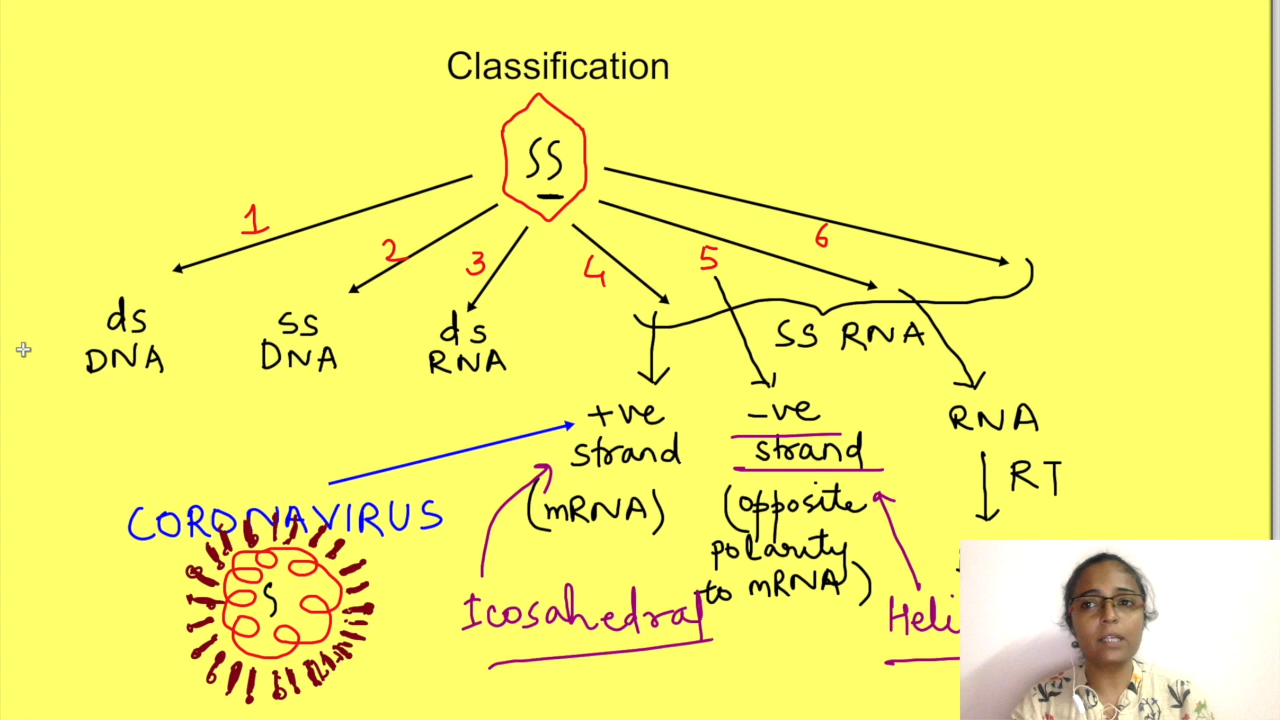 Classification
SS
1
2
3
4
5
6
ds
DNA
ss
DNA
ds
RNA
SS RNA
+ve
strand
(mRNA)
-ve
strand
(opposite
polarity
to mRNA)
RNA
RT
CORONAVIRUS
S
Icosahedral